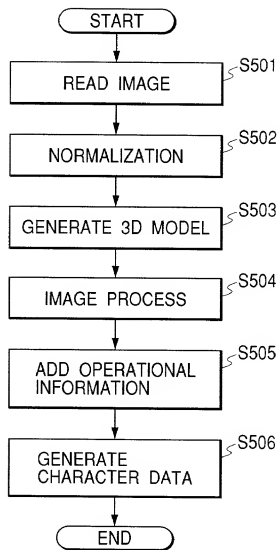 START
READ IMAGE
S501
NORMALIZATION
S502
GENERATE 3D MODEL
S503
IMAGE PROCESS
S504
ADD OPERATIONAL
INFORMATION
S505
GENERATE
CHARACTER DATA
S506
END